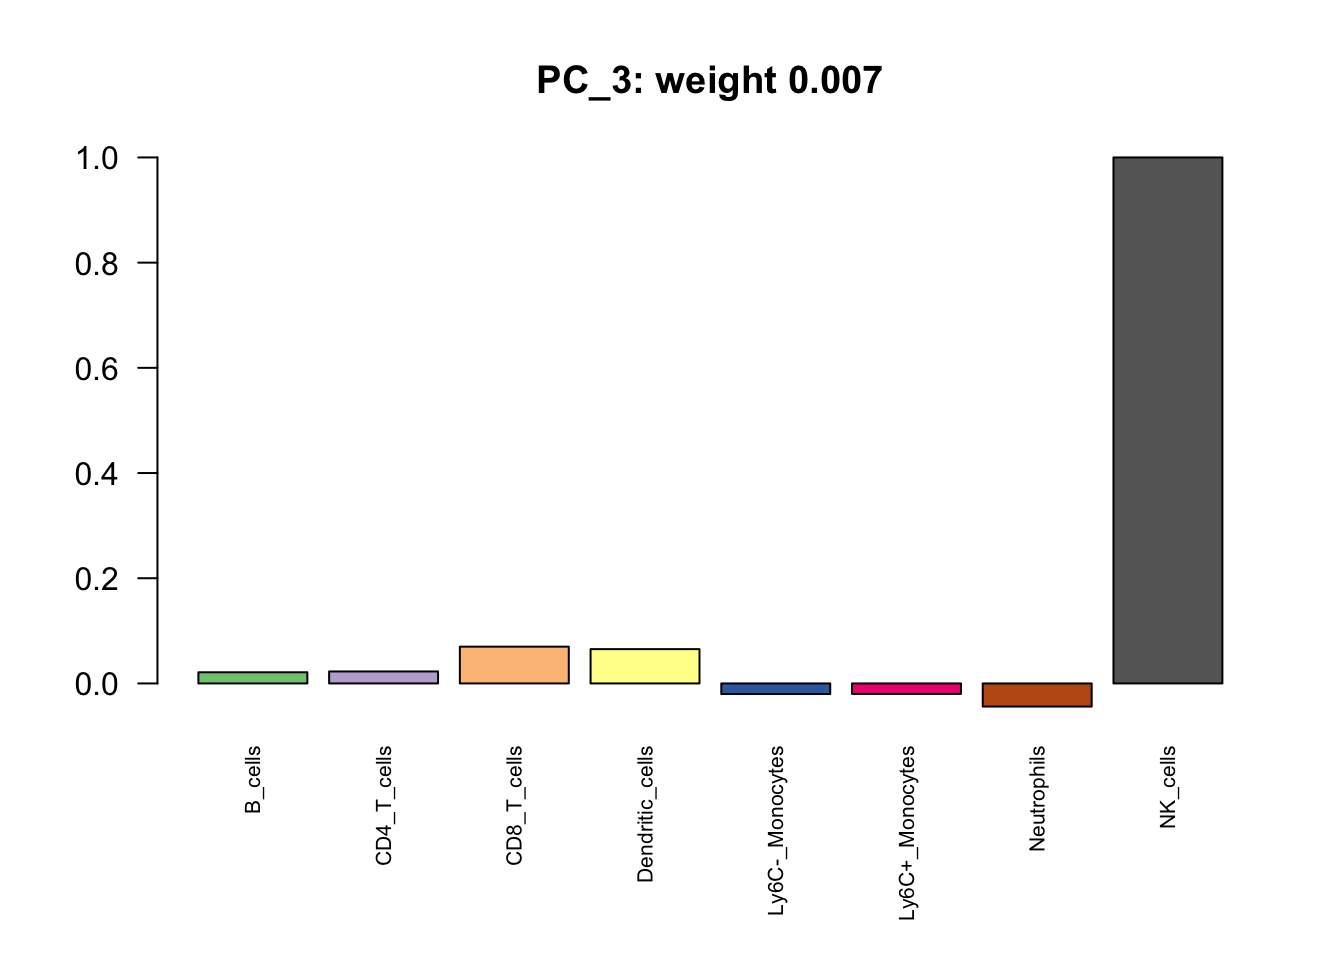 PC_3: weight 0.007
1.0
0.8
0.6
0.4
0.2
0.0
B_cells
CD4_T_cells
CD8_T_cells
Dendritic_cells
Ly6C-_Monocytes
Ly6C+_Monocytes
Neutrophils
NK_cells